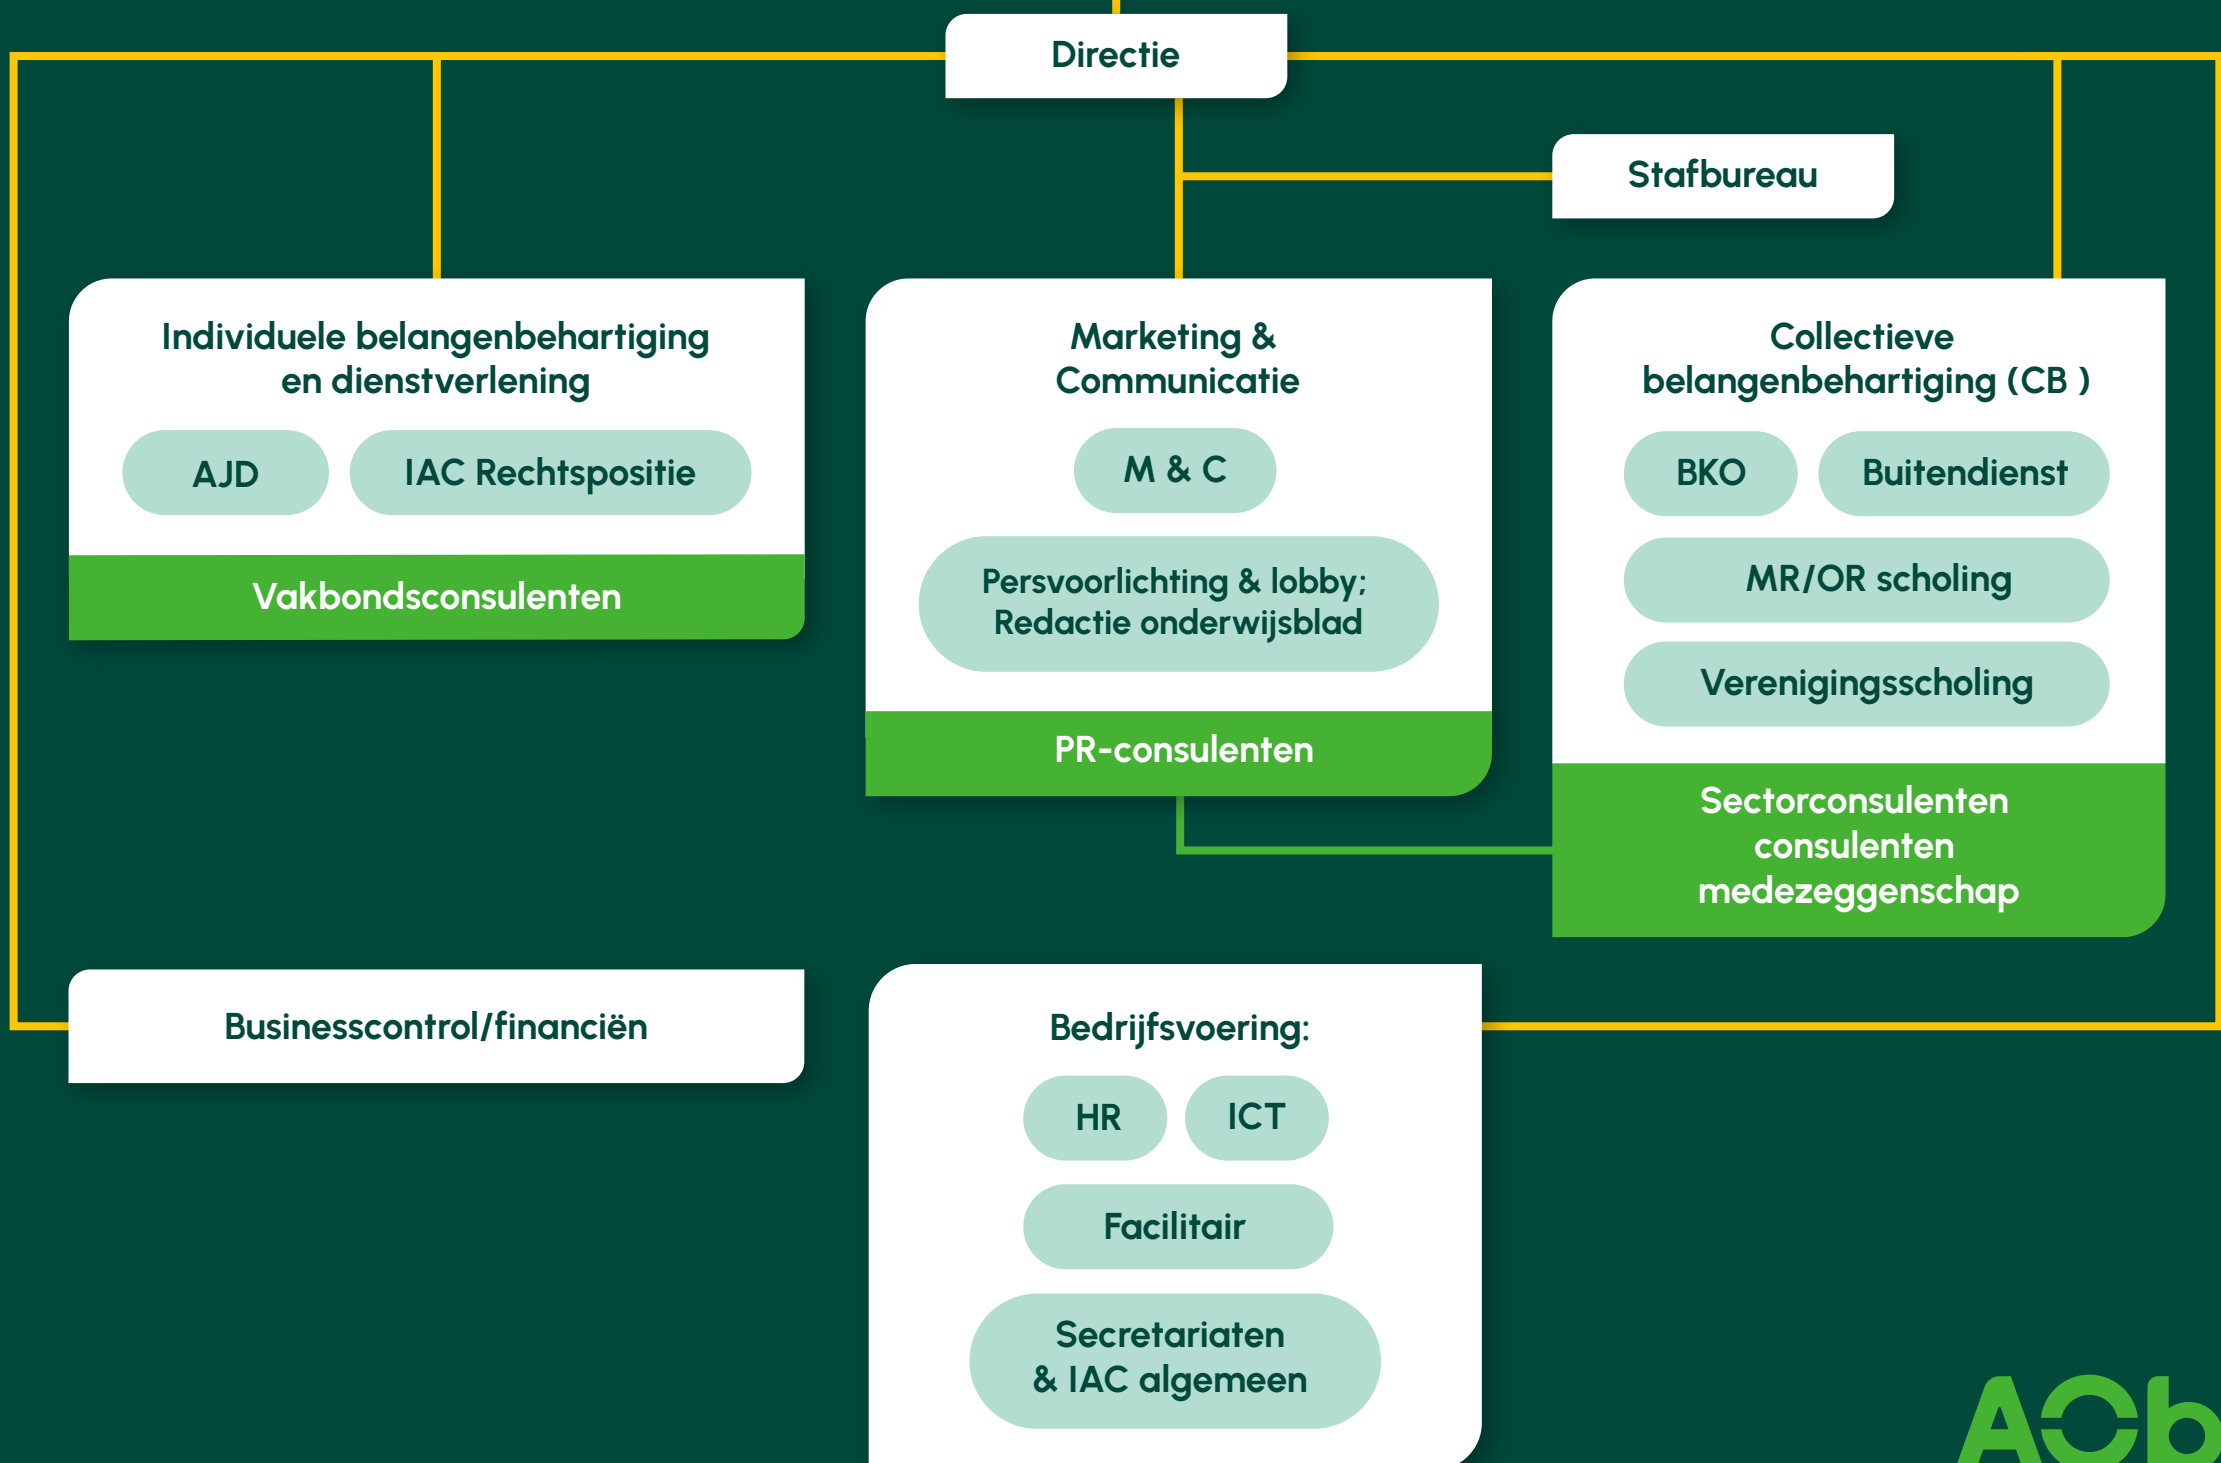 Directie
Stafbureau
Individuele belangenbehartiging
en dienstverlening
AJD
IAC Rechtspositie
Vakbondsconsulenten
Marketing &
Communicatie
M & C
Persvoorlichting & lobby;
Redactie onderwijsblad
PR-consulenten
Collectieve
belangenbehartiging (CB )
BKO
Buitendienst
MR/OR scholing
Verenigingsscholing
Sectorconsulenten
consulenten
medezeggenschap
Businesscontrol/financiën
Bedrijfsvoering:
HR
ICT
Facilitair
Secretariaten
& IAC algemeen
AOb